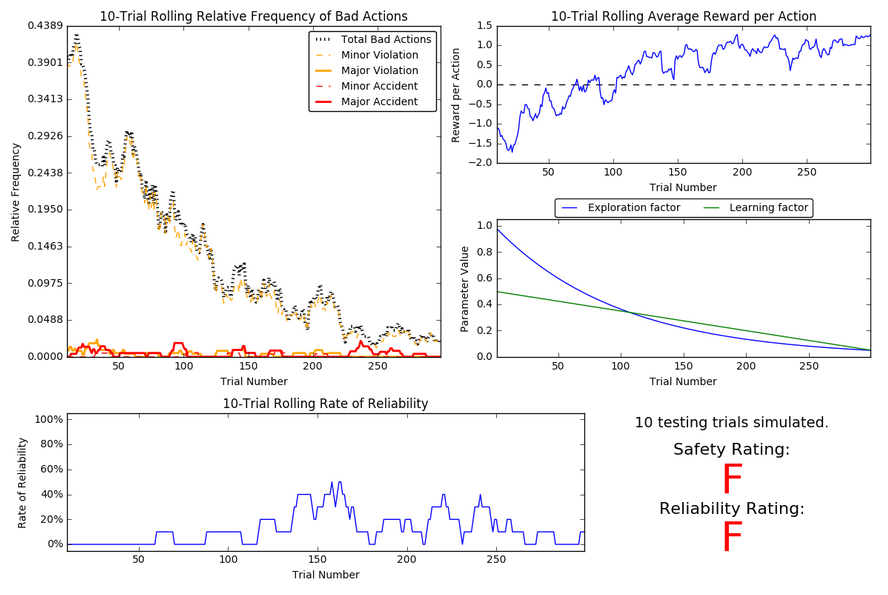 10-Trial Rolling Relative Frequency of Bad Actions
0.4389
0.3901
0.3413
0.2926
0.2438
0.1950
0.1463
0.0975
0.0488
0.0000
Relative Frequency
Total Bad Actions
Minor Violation
Major Violation
Minor Accident
Major Accident
50 100 150 200 250
Trial Number
10-Trial Rolling Average Reward per Action
1.5
1.0
0.5
0.0
−0.5
−1.0
−1.5
−2.0
Reward per Action
50 100 150 200 250
Trial Number
Exploration factor Learning factor
1.0
0.8
0.6
0.4
0.2
0.0
Parameter Value
50 100 150 200 250
Trial Number
10-Trial Rolling Rate of Reliability
100%
80%
60%
40%
20%
0%
Rate of Reliability
50 100 150 200 250
Trial Number
10 testing trials simulated.
Safety Rating:
F
Reliability Rating:
F